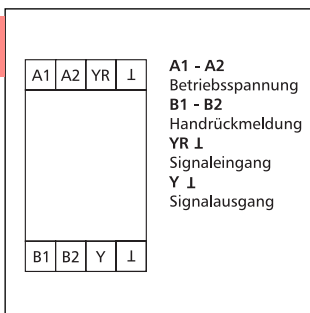 A1 A2 YR ⊥
B1 B2 Y ⊥
A1 - A2
Betriebsspannung
B1 - B2
Handrückmeldung
YR ⊥
Signaleingang
Y ⊥
Signalausgang